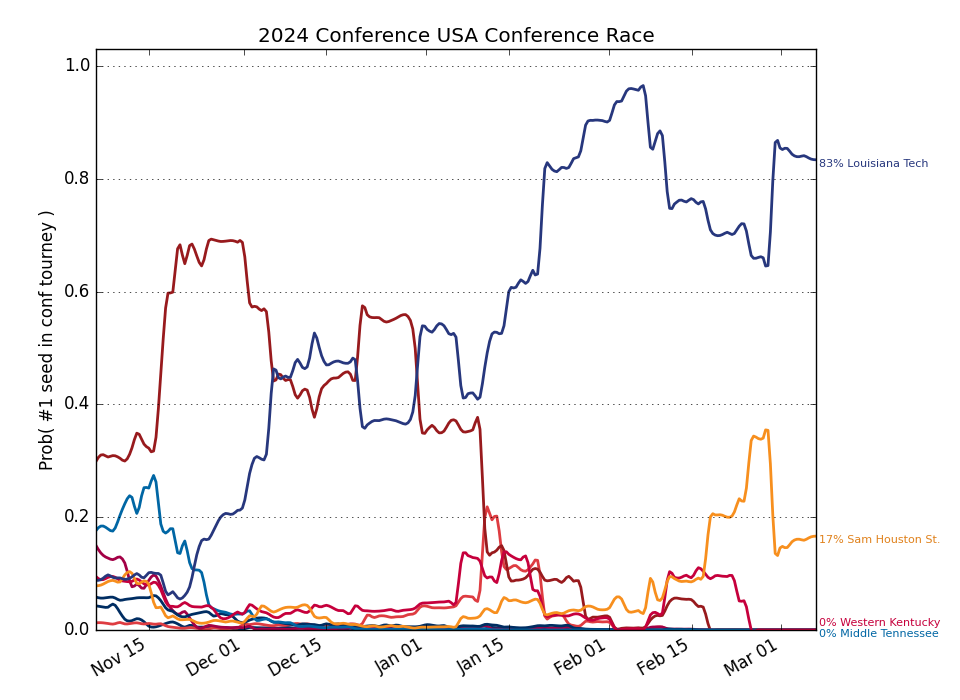 2024 Conference USA Conference Race
Prob( #1 seed in conf tourney )
1.0
0.8
0.6
0.4
0.2
0.0
Nov 15
Dec 01
Dec 15
Jan 01
Jan 15
Feb 01
Feb 15
Mar 01
83% Louisiana Tech
17% Sam Houston St.
0% Western Kentucky
0% Middle Tennessee